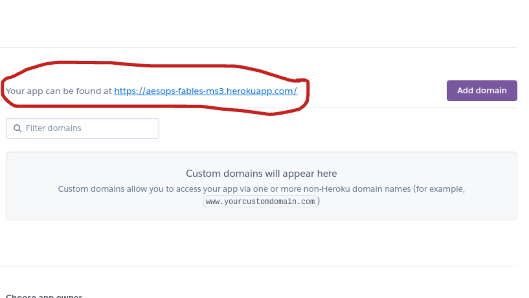 Your app can be found at https://aesops-fables-ms3.herokuapp.com/
Add domain
Filter domains
Custom domains will appear here
Custom domains allow you to access your app via one or more non-Heroku domain names (for example,
www.yourcustomdomain.com)
Choose app owner